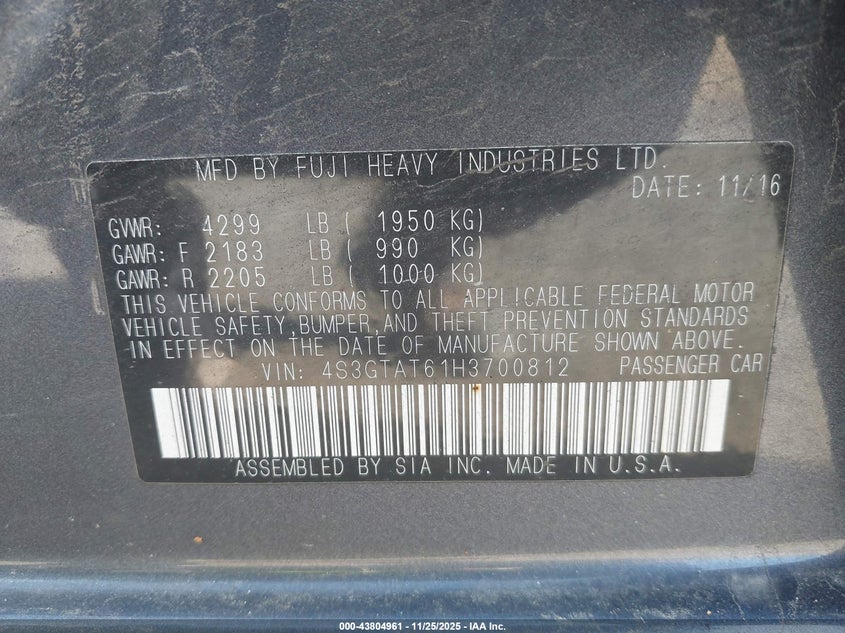 MFD BY FUJI HEAVY INDUSTRIES LTD.
DATE: 11/16
GVWR: 4299 LB ( 1950 KG)
GAWR: F 2183 LB ( 990 KG)
GAWR: R 2205 LB ( 1000 KG)
THIS VEHICLE CONFORMS TO ALL APPLICABLE FEDERAL MOTOR
VEHICLE SAFETY,BUMPER,AND THEFT PREVENTION STANDARDS
IN EFFECT ON THE DATE OF MANUFACTURE SHOWN ABOVE.
VIN: 4S3GTAT61H3700812 PASSENGER CAR
ASSEMBLED BY SIA INC. MADE IN U.S.A.
000-43804961 - 11/25/2025 - IAA Inc.